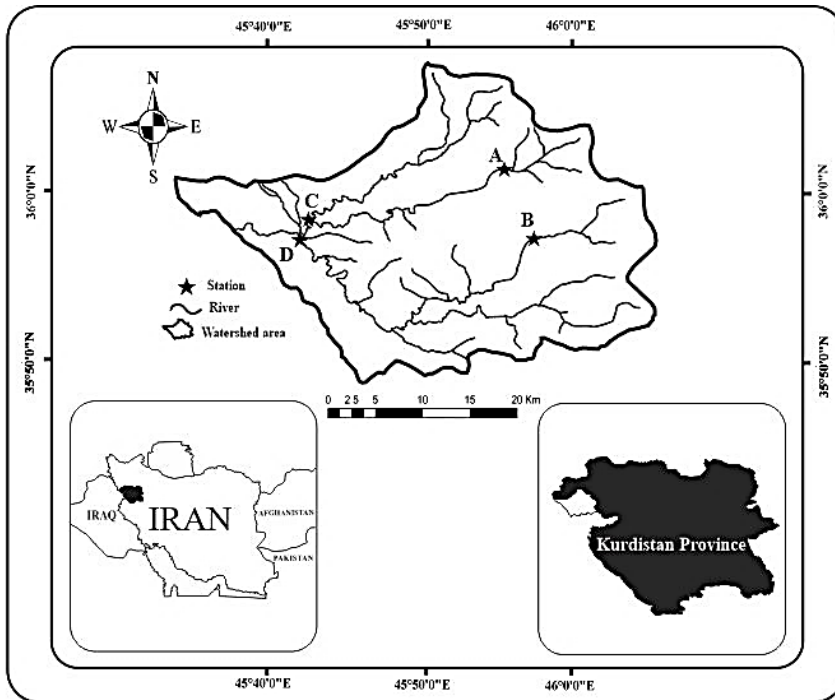 45°40'0"E 45°50'0"E 46°0'0"E
N
W E
S
36°0'0"N
36°0'0"N
A
C
B
D
Station
River
Watershed area
35°50'0"N
35°50'0"N
0 2.5 5 10 15 20 Km
IRAQ
IRAN
AFGHANISTAN
PAKISTAN
Kurdistan Province
45°40'0"E 45°50'0"E 46°0'0"E